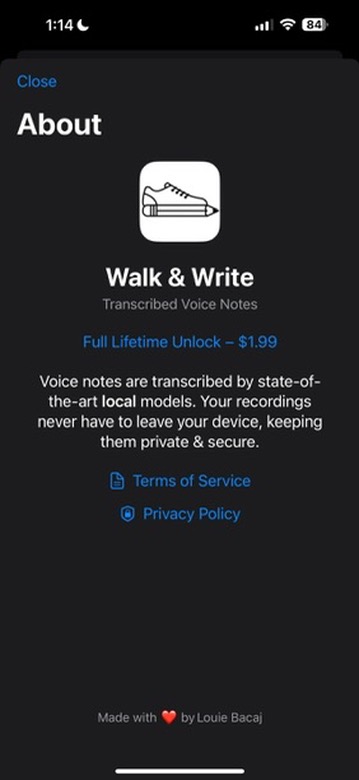 1:14
84
Close
About
Walk & Write
Transcribed Voice Notes
Full Lifetime Unlock – $1.99
Voice notes are transcribed by state-of-
the-art local models. Your recordings
never have to leave your device, keeping
them private & secure.
Terms of Service
Privacy Policy
Made with ❤️ by Louie Bacaj